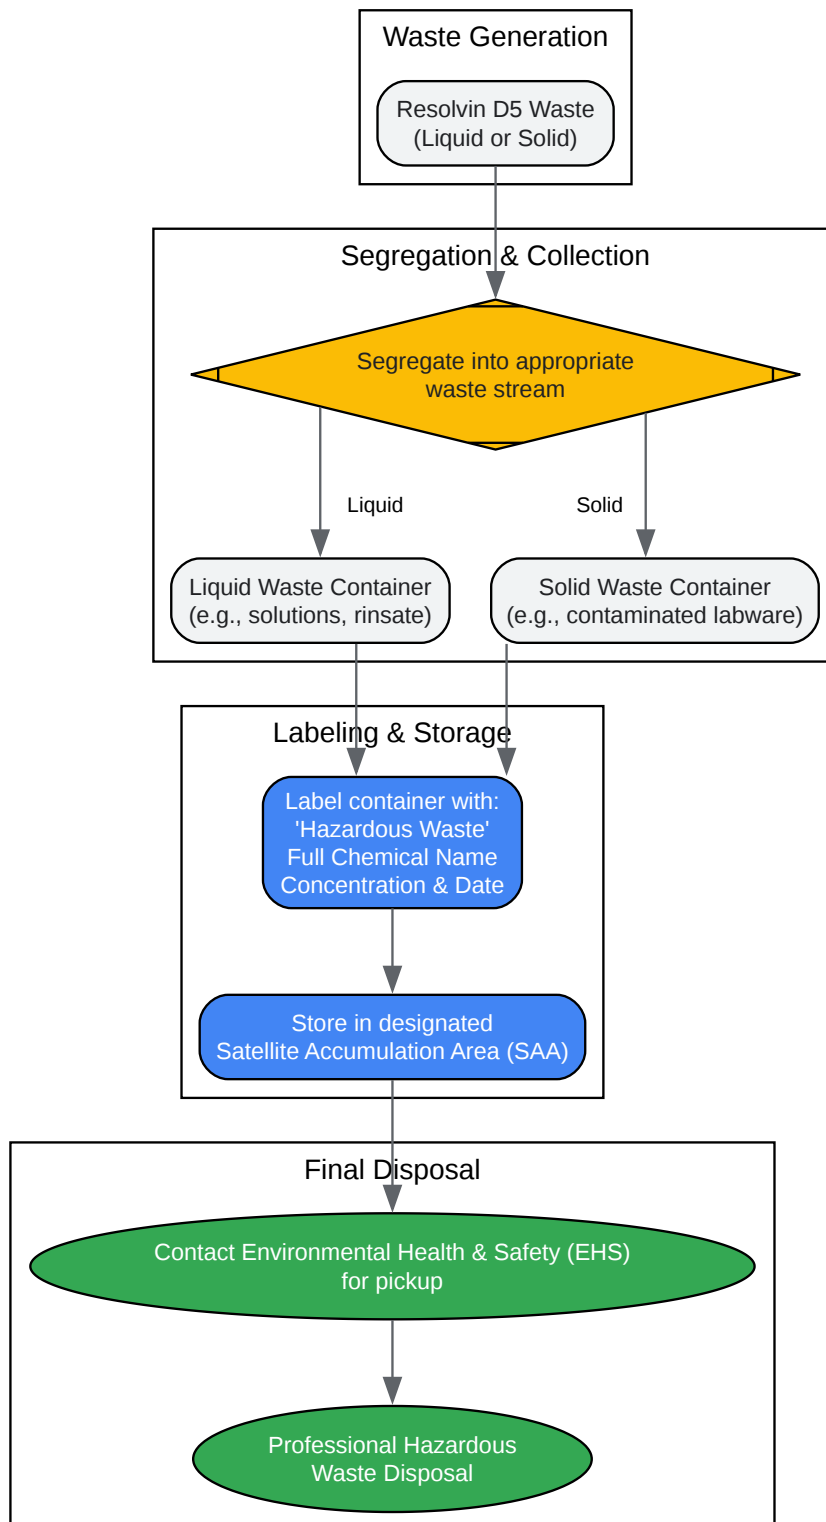 Waste Generation
Resolvin D5 Waste
(Liquid or Solid)
Segregation & Collection
Segregate into appropriate
waste stream
Liquid
Solid
Liquid Waste Container
(e.g., solutions, rinsate)
Solid Waste Container
(e.g., contaminated labware)
Labeling & Storage
Label container with:
'Hazardous Waste'
Full Chemical Name
Concentration & Date
Store in designated
Satellite Accumulation Area (SAA)
Final Disposal
Contact Environmental Health & Safety (EHS)
for pickup
Professional Hazardous
Waste Disposal